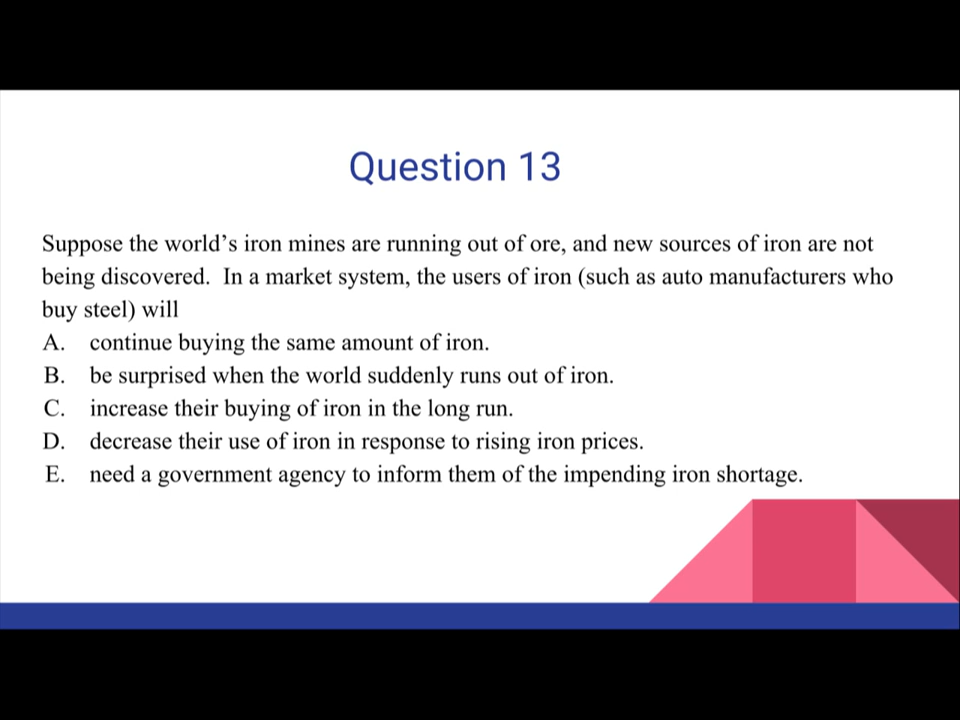 Question 13
Suppose the world's iron mines are running out of ore, and new sources of iron are not
being discovered.  In a market system, the users of iron (such as auto manufacturers who
buy steel) will
A. continue buying the same amount of iron.
B. be surprised when the world suddenly runs out of iron.
C. increase their buying of iron in the long run.
D. decrease their use of iron in response to rising iron prices.
E. need a government agency to inform them of the impending iron shortage.